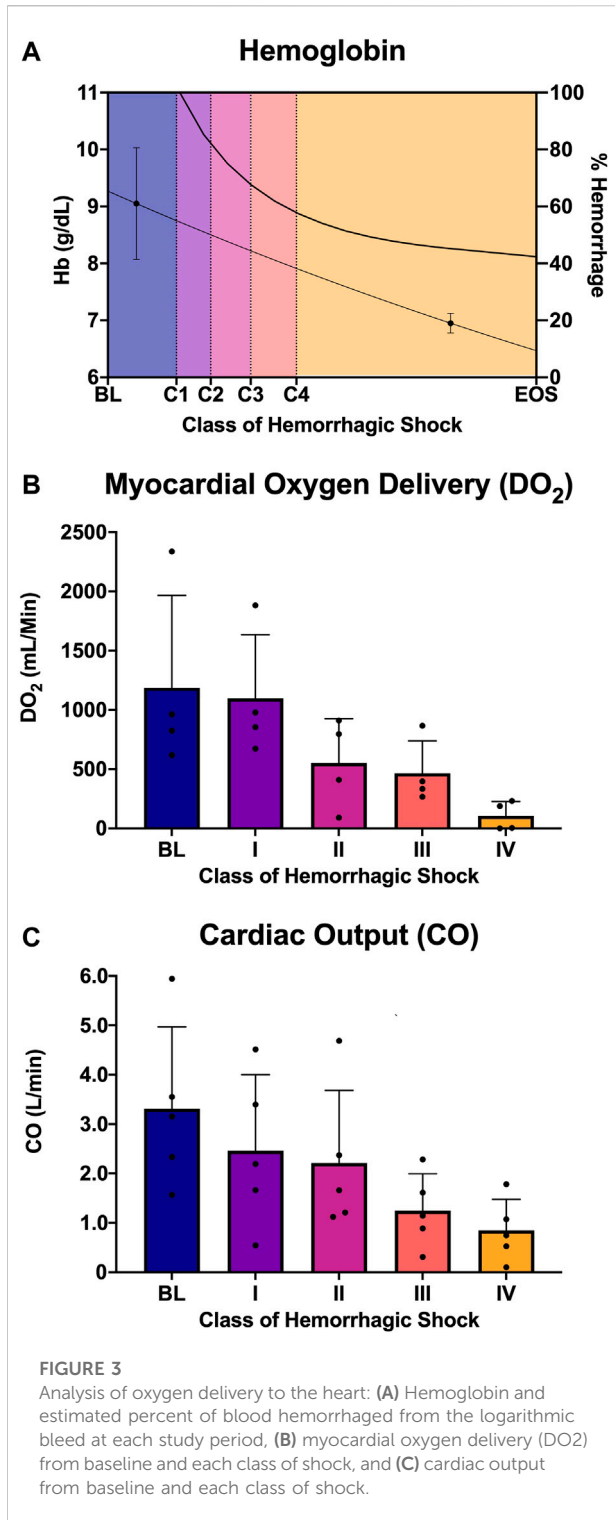 A
Hemoglobin
11
10
9
8
7
6
Hb (g/dL)
100
80
60
40
20
0
% Hemorrhage
BL C1 C2 C3 C4 EOS
Class of Hemorrhagic Shock
B
Myocardial Oxygen Delivery (DO2)
2500
2000
1500
1000
500
0
DO2 (mL/Min)
BL I II III IV
Class of Hemorrhagic Shock
C
Cardiac Output (CO)
6.0
5.0
4.0
3.0
2.0
1.0
0
CO (L/min)
BL I II III IV
Class of Hemorrhagic Shock
FIGURE 3
Analysis of oxygen delivery to the heart: (A) Hemoglobin and
estimated percent of blood hemorrhaged from the logarithmic
bleed at each study period, (B) myocardial oxygen delivery (DO2)
from baseline and each class of shock, and (C) cardiac output
from baseline and each class of shock.